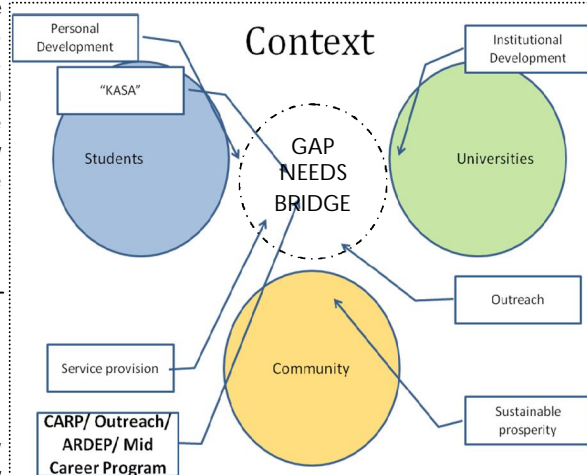 Personal
Development
Context
Institutional
Development
"KASA"
Students
GAP
NEEDS
BRIDGE
Universities
Outreach
Service provision
Community
CARP/ Outreach/
ARDEP/ Mid
Career Program
Sustainable
prosperity